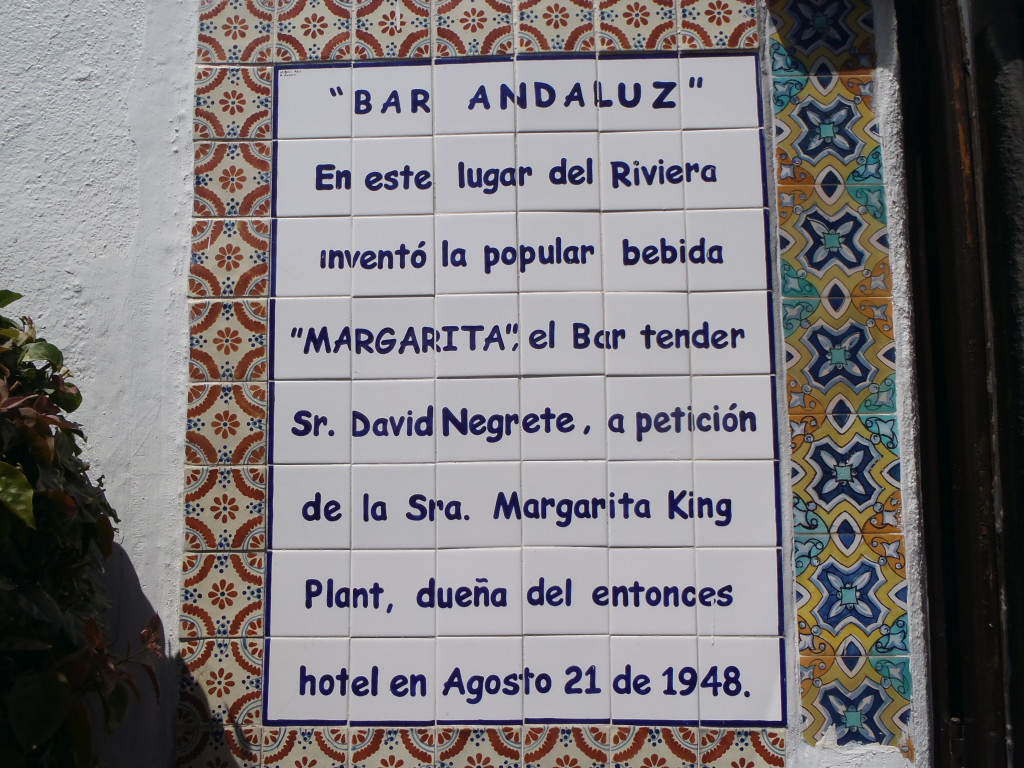 "BAR ANDALUZ"
En este lugar del Riviera
inventó la popular bebida
"MARGARITA", el Bar tender
Sr. David Negrete, a petición
de la Sra. Margarita King
Plant, dueña del entonces
hotel en Agosto 21 de 1948.